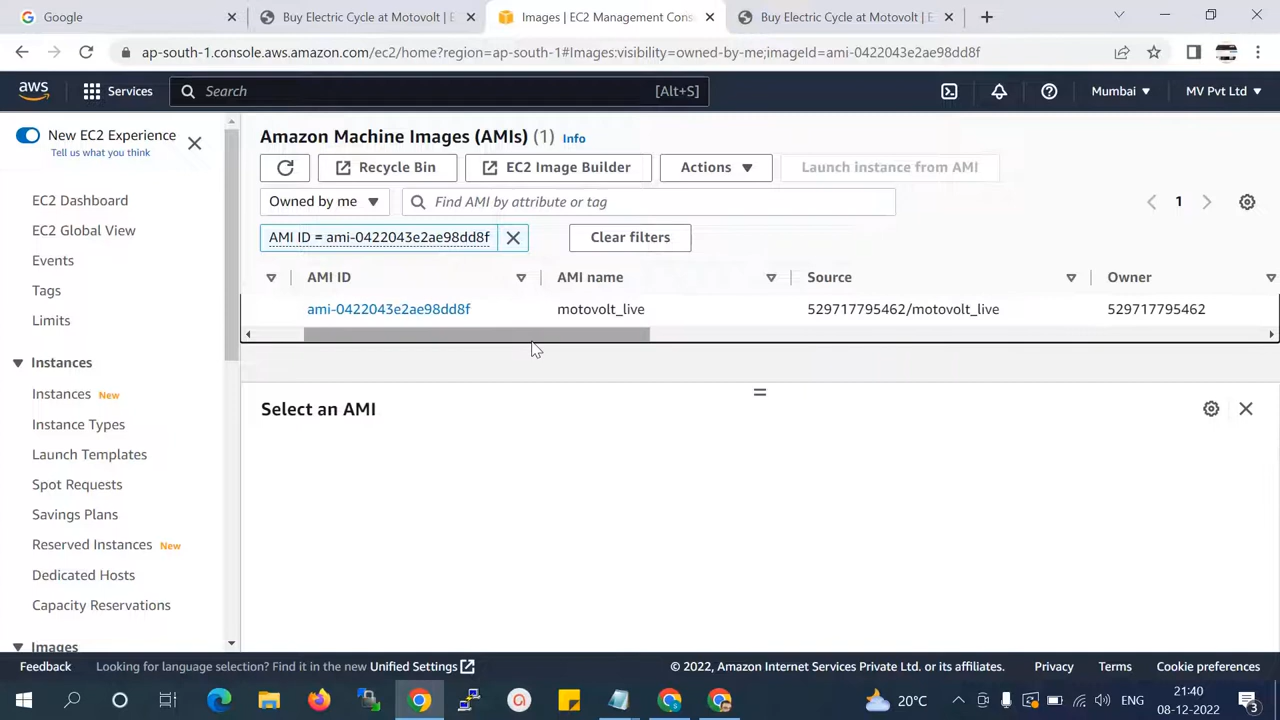 Google
Buy Electric Cycle at Motovolt | E
Images | EC2 Management Cons
Buy Electric Cycle at Motovolt | E
ap-south-1.console.aws.amazon.com/ec2/home?region=ap-south-1#Images:visibility=owned-by-me;imageId=ami-0422043e2ae98dd8f
aws
Services
Search
[Alt+S]
Mumbai
MV Pvt Ltd
New EC2 Experience
Tell us what you think
EC2 Dashboard
EC2 Global View
Events
Tags
Limits
Instances
Instances New
Instance Types
Launch Templates
Spot Requests
Savings Plans
Reserved Instances New
Dedicated Hosts
Capacity Reservations
Images
Amazon Machine Images (AMIs) (1) Info
Recycle Bin
EC2 Image Builder
Actions
Launch instance from AMI
Owned by me
Find AMI by attribute or tag
1
AMI ID = ami-0422043e2ae98dd8f
Clear filters
AMI ID
AMI name
Source
Owner
ami-0422043e2ae98dd8f
motovolt_live
529717795462/motovolt_live
529717795462
Select an AMI
Feedback
Looking for language selection? Find it in the new Unified Settings
© 2022, Amazon Internet Services Private Ltd. or its affiliates.
Privacy
Terms
Cookie preferences
20°C
ENG
21:40
08-12-2022
3